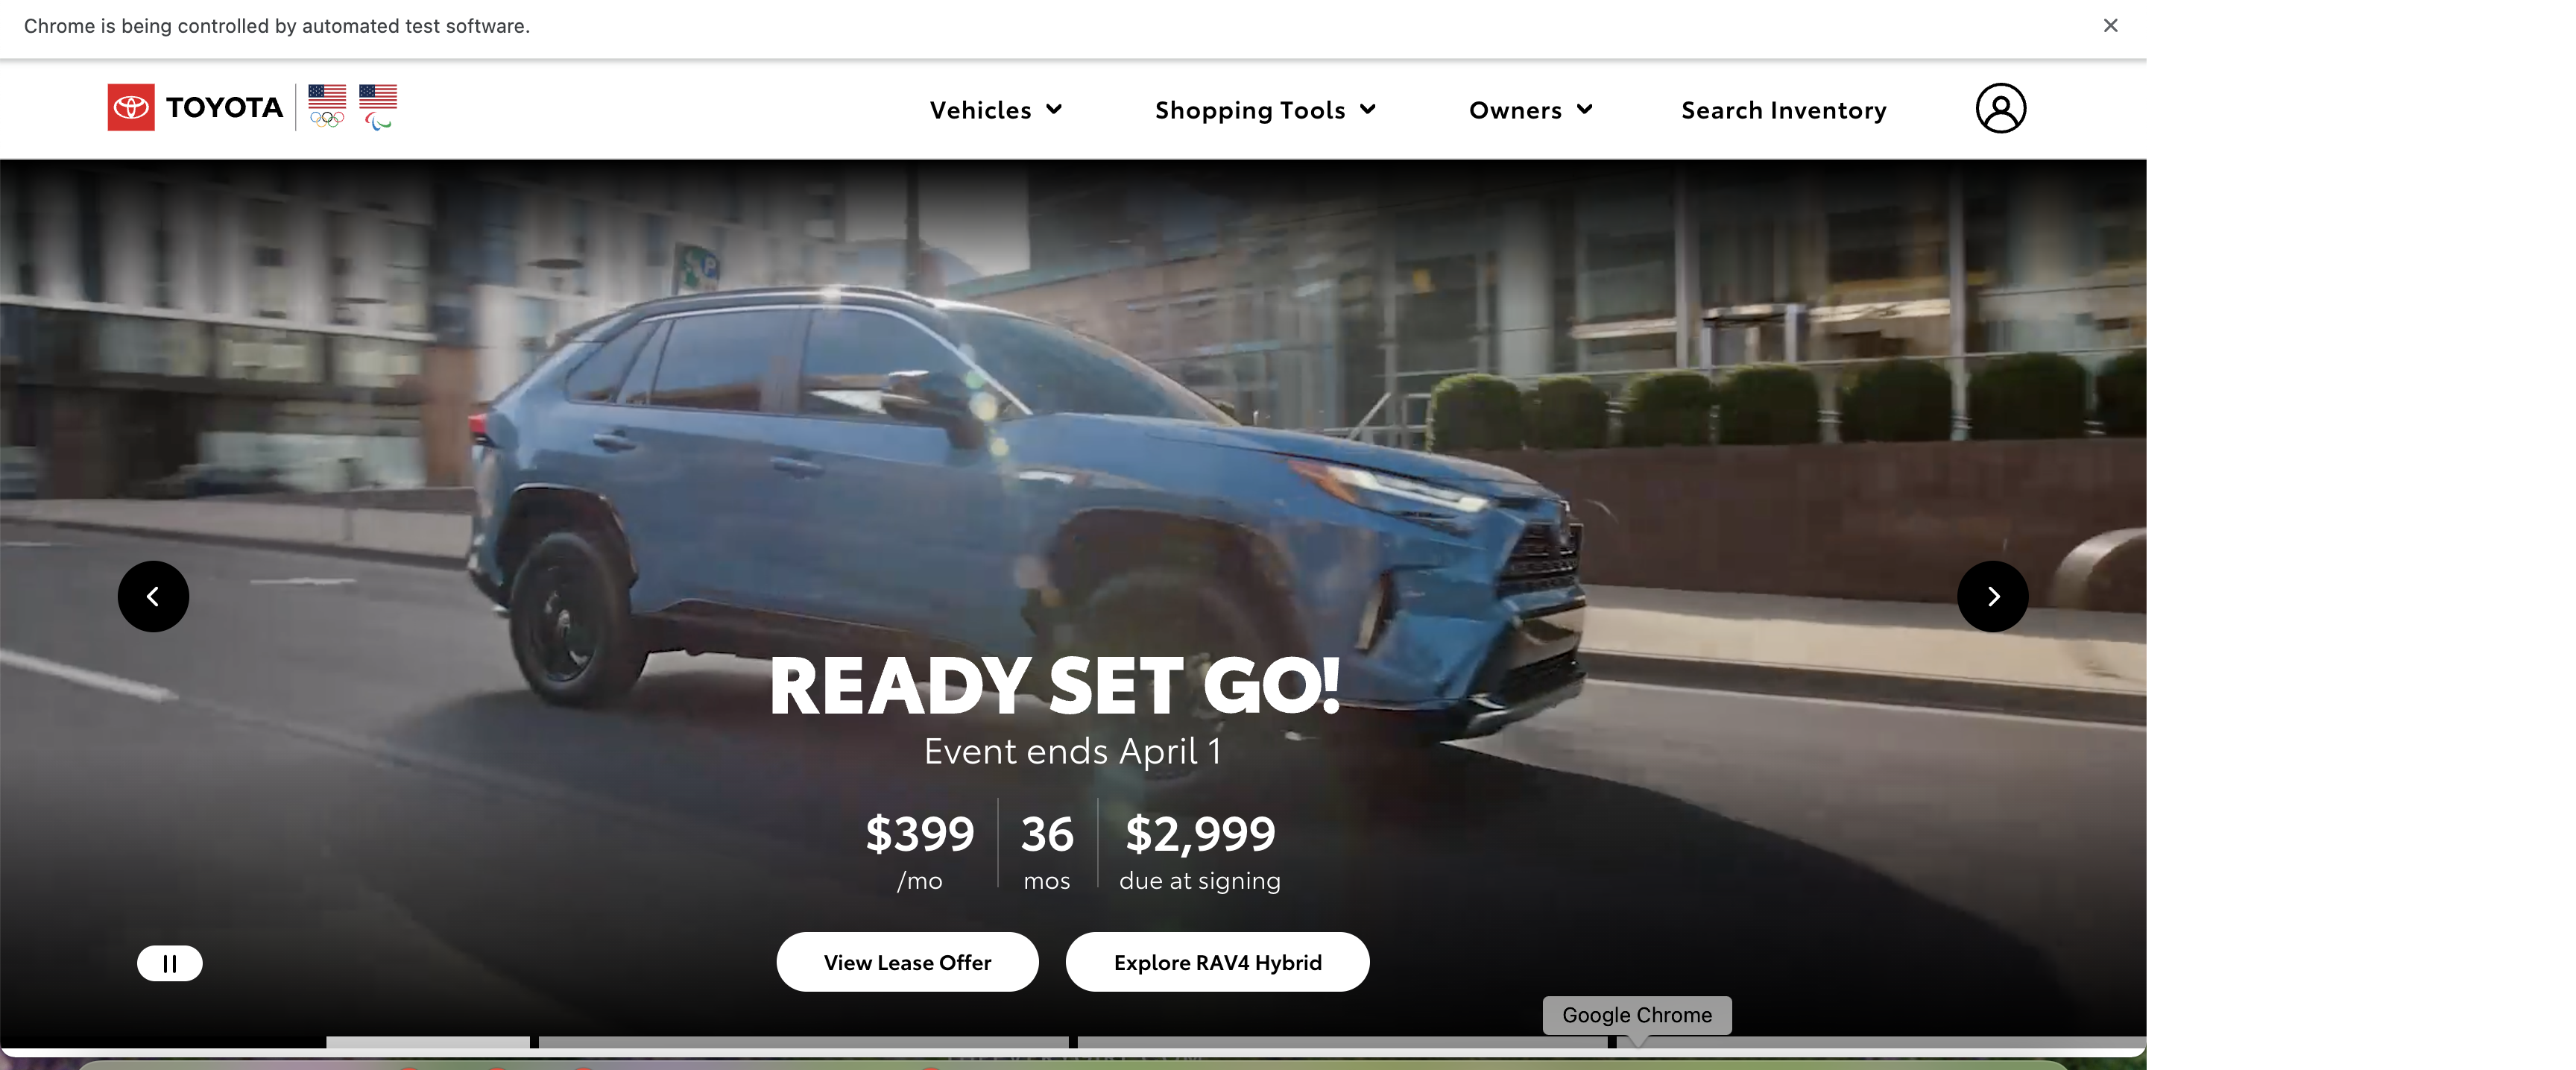 Chrome is being controlled by automated test software.
TOYOTA
Vehicles
Shopping Tools
Owners
Search Inventory
P
READY SET GO!
Event ends April 1
$399 36 $2,999
/mo mos due at signing
View Lease Offer
Explore RAV4 Hybrid
Google Chrome